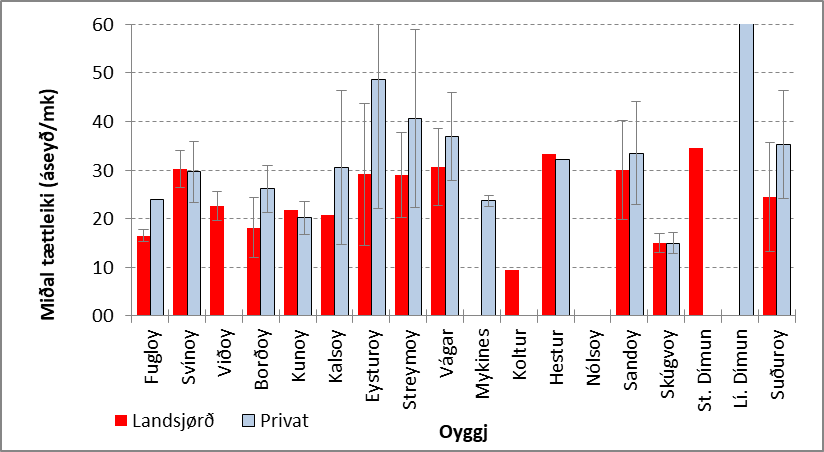 Miðal tættleiki (áseyð/mk)
60
50
40
30
20
10
00
Fugloy
Svínoy
Viðoy
Borðoy
Kunoy
Kalsoy
Eysturoy
Streymoy
Vágar
Mykines
Koltur
Hestur
Nólsoy
Sandoy
Skúgvoy
St. Dímun
Lí. Dímun
Suðuroy
Landsjørð Privat
Oyggj